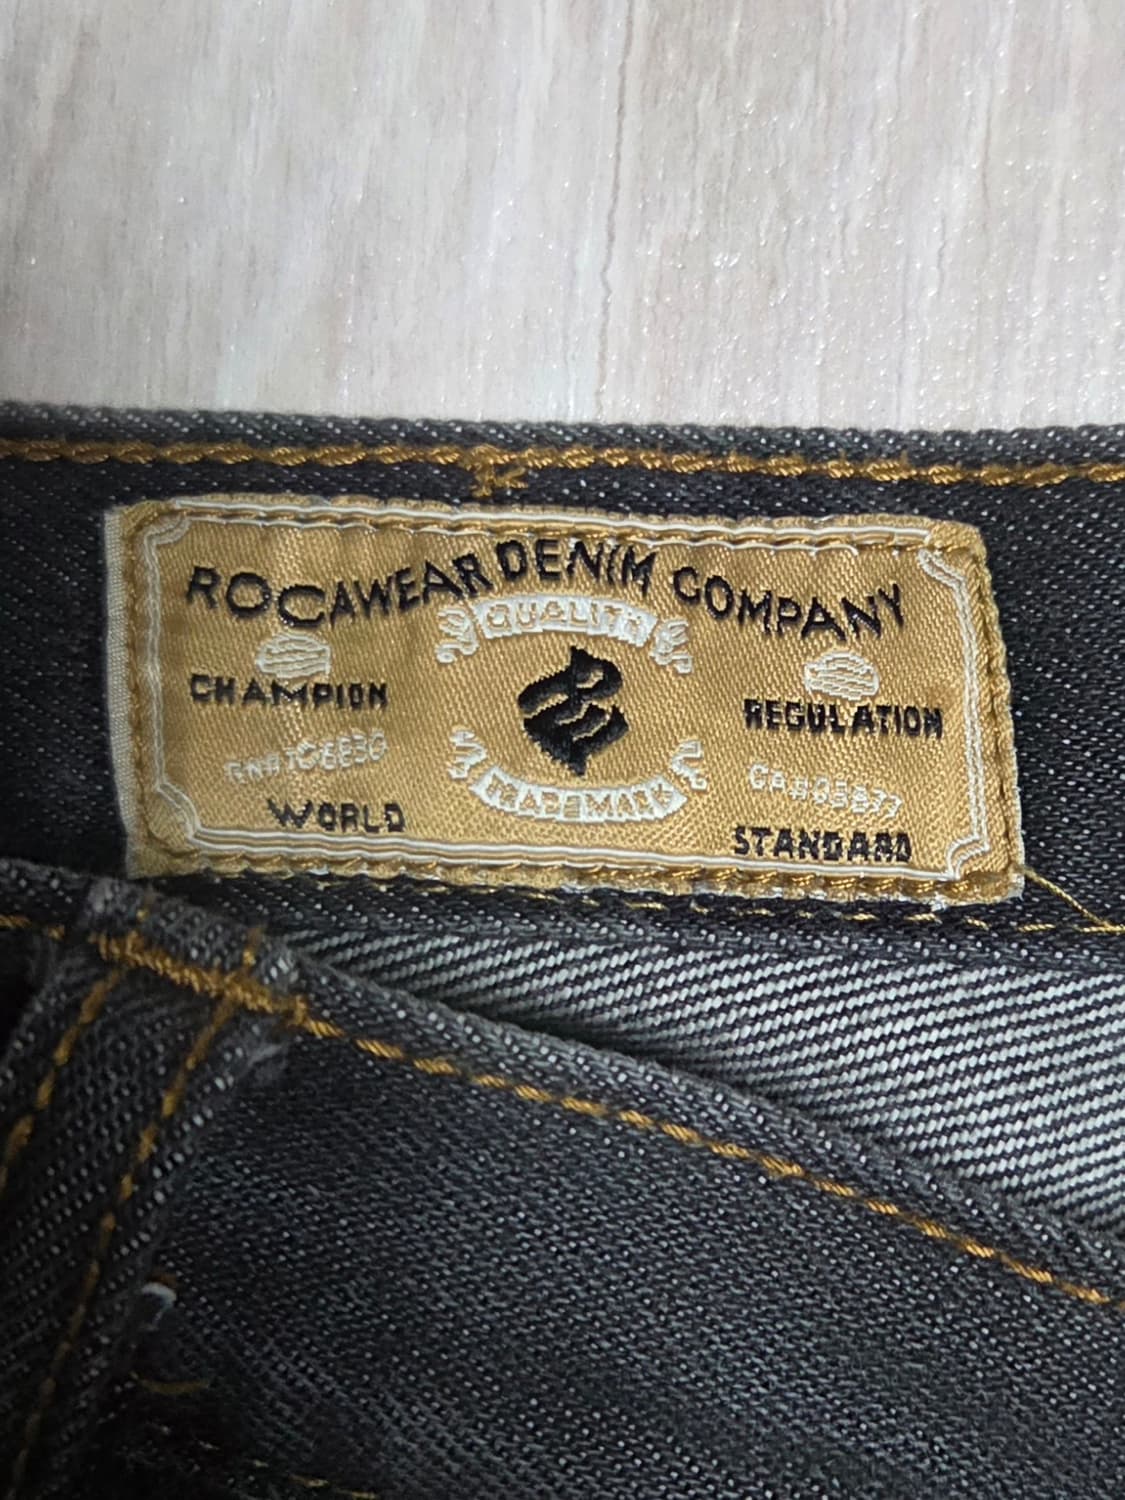 ROCAWEAR DENIM COMPANY
QUALITY
CHAMPION
REGULATION
TRADEMARK
WORLD
STANDARD